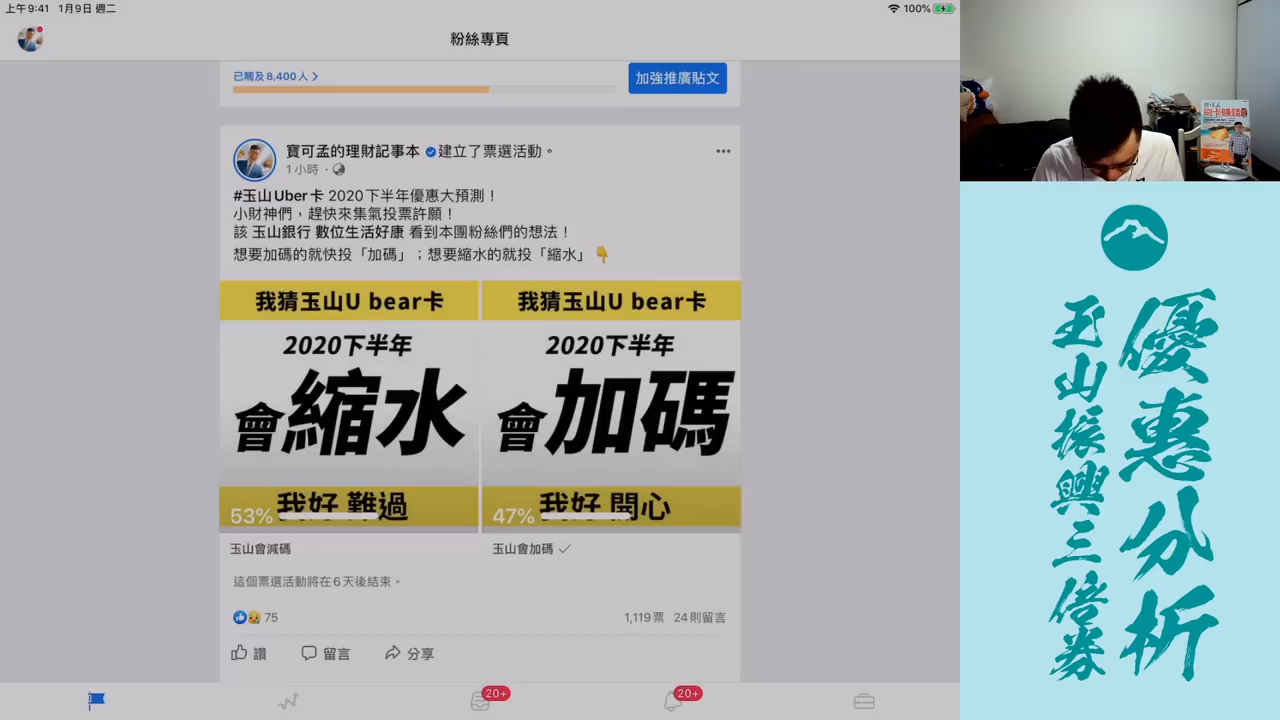 上午9:41 1月9日 週二
100%
粉絲專頁
已觸及8,400人
加強推廣貼文
寶可孟的理財記事本 建立了票選活動。
1小時 ·
#玉山Uber卡 2020下半年優惠大預測！
小財神們，趕快來集氣投票許願！
該 玉山銀行 數位生活好康 看到本團粉絲們的想法！
想要加碼的就快投「加碼」；想要縮水的就投「縮水」👇
我猜玉山U bear卡
2020下半年
會縮水
我好 難過
53%
玉山會減碼
我猜玉山U bear卡
2020下半年
會加碼
我好 開心
47%
玉山會加碼
這個票選活動將在6天後結束。
75
1,119票 24則留言
讚 留言 分享
20+
20+
刷卡賺錢
優惠分析
玉山振興三倍券